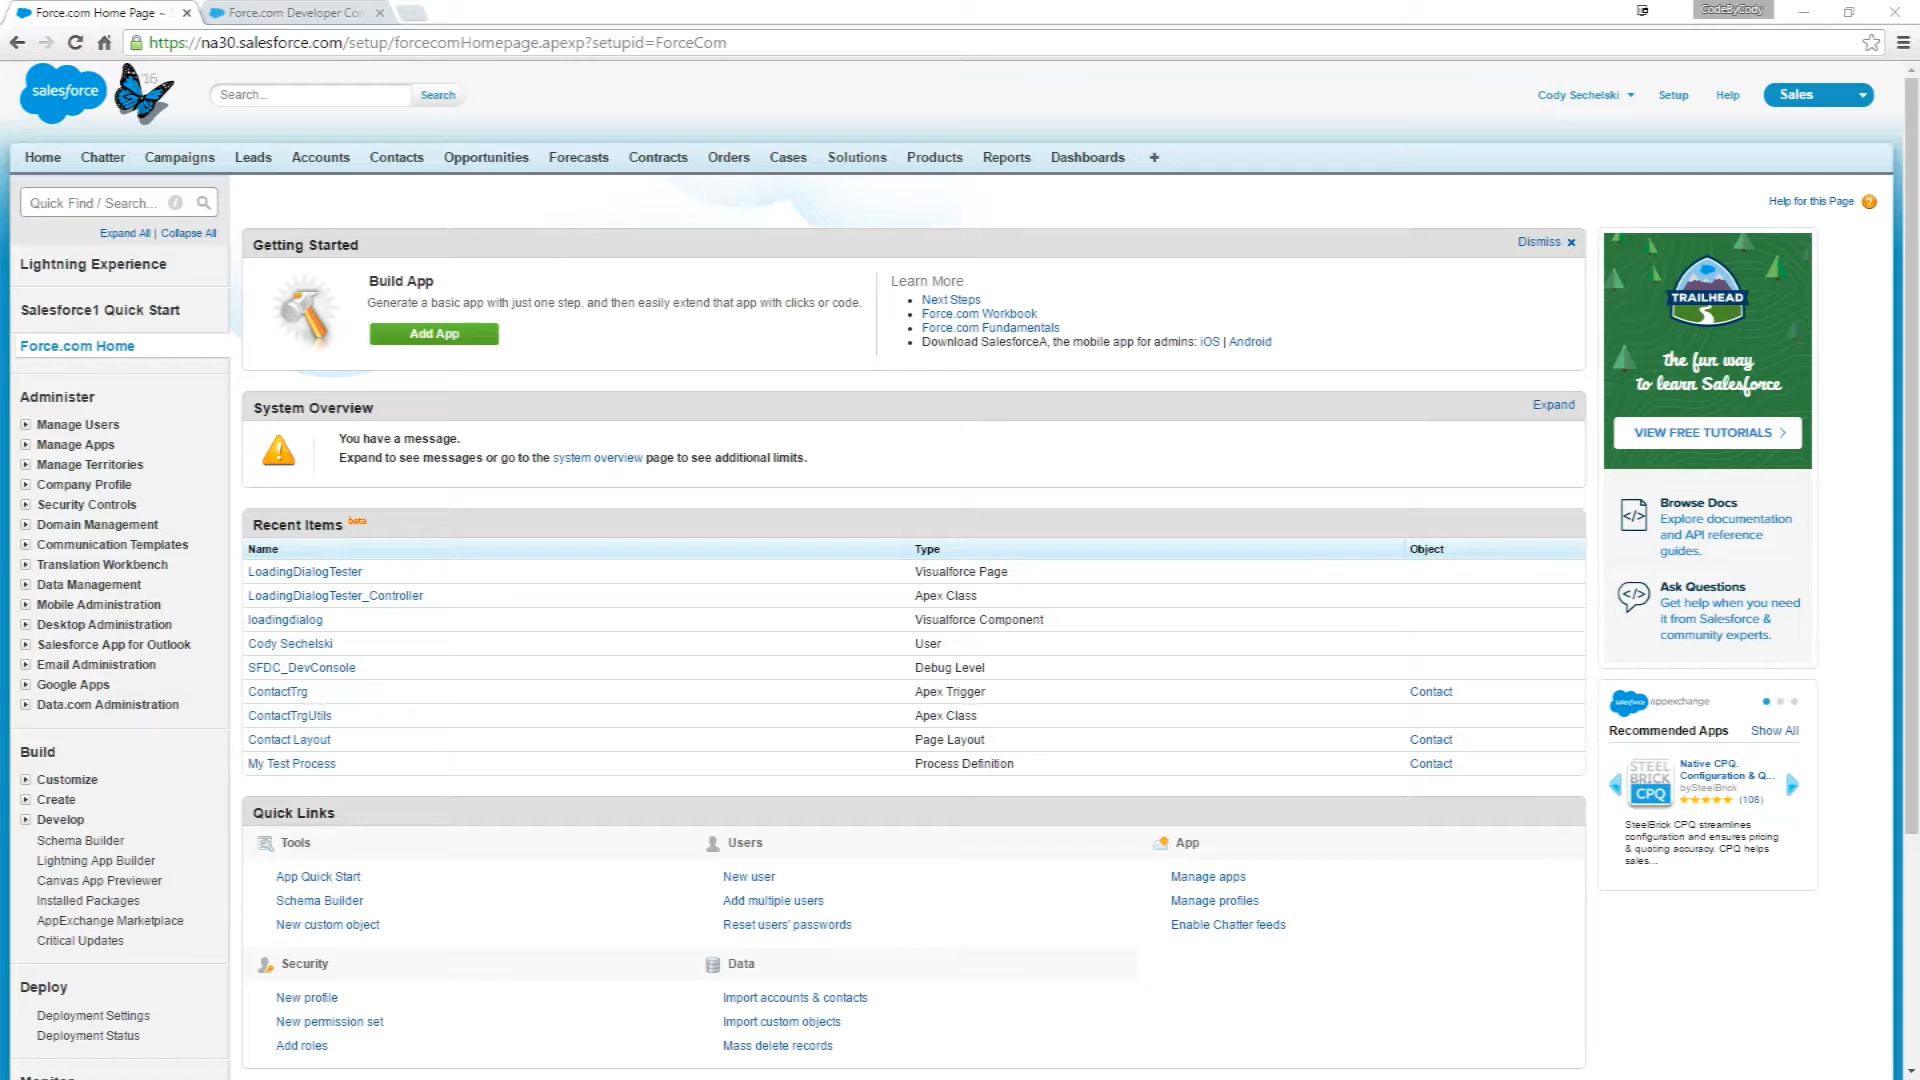 Force.com Home Page ~ S
Force.com Developer Con
CodeByCody
https://na30.salesforce.com/setup/forcecomHomepage.apexp?setupid=ForceCom
salesforce
'16
Search...
Search
Cody Sechelski
Setup
Help
Sales
Home Chatter Campaigns Leads Accounts Contacts Opportunities Forecasts Contracts Orders Cases Solutions Products Reports Dashboards +
Quick Find / Search...
Expand All | Collapse All
Lightning Experience
Salesforce1 Quick Start
Force.com Home
Administer
Manage Users
Manage Apps
Manage Territories
Company Profile
Security Controls
Domain Management
Communication Templates
Translation Workbench
Data Management
Mobile Administration
Desktop Administration
Salesforce App for Outlook
Email Administration
Google Apps
Data.com Administration
Build
Customize
Create
Develop
Schema Builder
Lightning App Builder
Canvas App Previewer
Installed Packages
AppExchange Marketplace
Critical Updates
Deploy
Deployment Settings
Deployment Status
Monitor
Help for this Page ?
Getting Started
Dismiss x
Build App
Generate a basic app with just one step, and then easily extend that app with clicks or code.
Add App
Learn More
Next Steps
Force.com Workbook
Force.com Fundamentals
Download SalesforceA, the mobile app for admins: iOS | Android
System Overview
Expand
You have a message.
Expand to see messages or go to the system overview page to see additional limits.
Recent Items beta
Name Type Object
LoadingDialogTester Visualforce Page
LoadingDialogTester_Controller Apex Class
loadingdialog Visualforce Component
Cody Sechelski User
SFDC_DevConsole Debug Level
ContactTrg Apex Trigger Contact
ContactTrgUtils Apex Class
Contact Layout Page Layout Contact
My Test Process Process Definition Contact
Quick Links
Tools
App Quick Start
Schema Builder
New custom object
Users
New user
Add multiple users
Reset users' passwords
App
Manage apps
Manage profiles
Enable Chatter feeds
Security
New profile
New permission set
Add roles
Data
Import accounts & contacts
Import custom objects
Mass delete records
TRAILHEAD
the fun way
to learn Salesforce
VIEW FREE TUTORIALS >
</>
Browse Docs
Explore documentation
and API reference
guides.
</>
Ask Questions
Get help when you need
it from Salesforce &
community experts.
salesforce appexchange
Recommended Apps
Show All
STEEL
BRICK
CPQ
Native CPQ.
Configuration & Q...
bySteelBrick
(108)
SteelBrick CPQ streamlines
configuration and ensures pricing
& quoting accuracy. CPQ helps
sales...